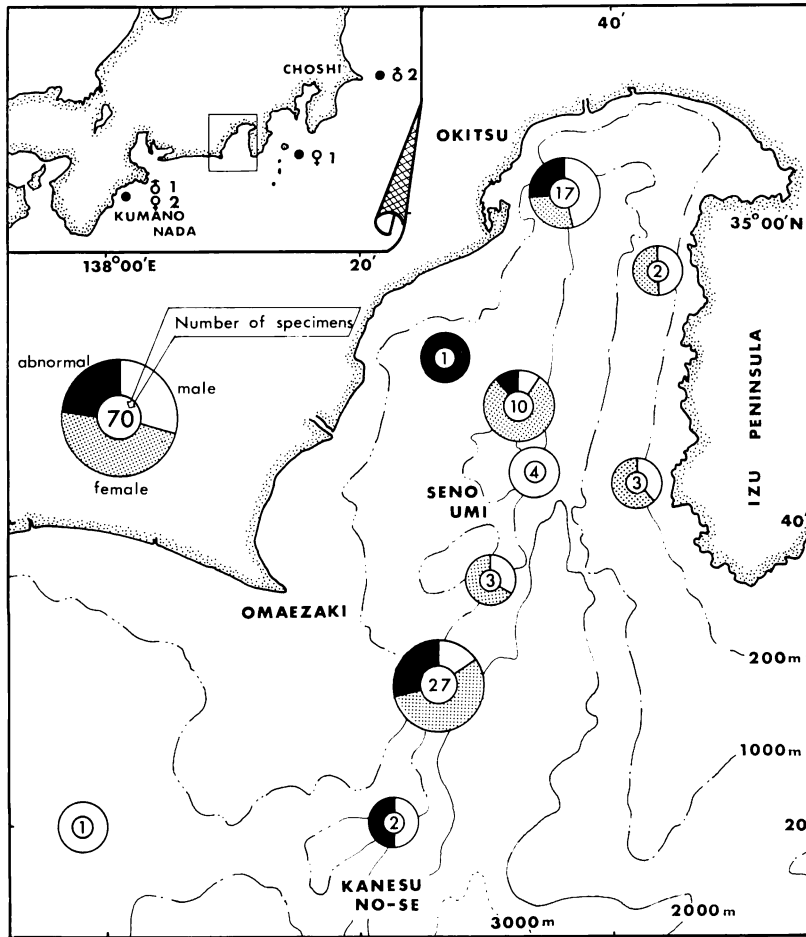 40'
CHOSHI
♂2
OKITSU
♀1
17
♂1
♀2
KUMANO
NADA
35°00'N
138°00'E
20'
2
Number of specimens
abnormal
male
1
70
10
IZU PENINSULA
female
4
SENO
UMI
3
40'
3
OMAEZAKI
200m
27
1000m
1
2
20
KANESU
NO-SE
2000m
3000m